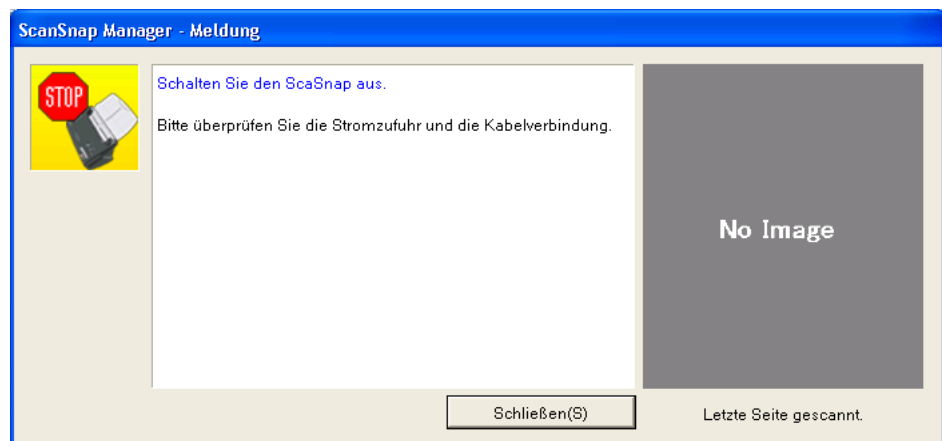 ScanSnap Manager - Meldung
STOP
Schalten Sie den ScaSnap aus.
Bitte überprüfen Sie die Stromzufuhr und die Kabelverbindung.
No Image
Schließen(S)
Letzte Seite gescannt.